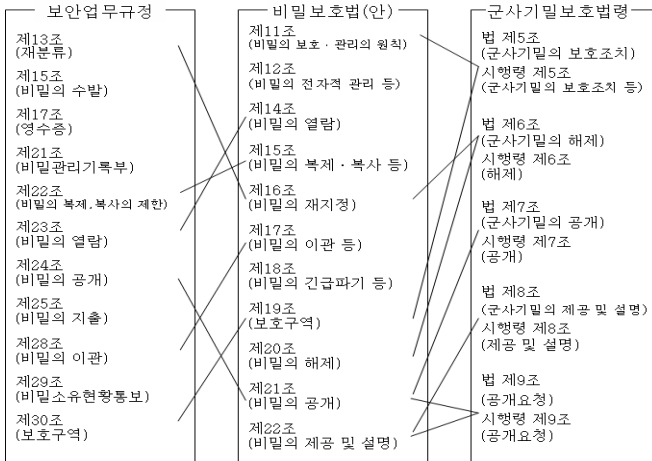 보안업무규정
제13조
(재분류)
제15조
(비밀의 수발)
제17조
(영수증)
제21조
(비밀관리기록부)
제22조
(비밀의 복제.복사의 제한)
제23조
(비밀의 열람)
제24조
(비밀의 공개)
제25조
(비밀의 지출)
제28조
(비밀의 이관)
제29조
(비밀소유현황통보)
제30조
(보호구역)
비밀보호법(안)
제11조
(비밀의 보호·관리의 원칙)
제12조
(비밀의 전자격 관리 등)
제14조
(비밀의 열람)
제15조
(비밀의 복제·복사 등)
제16조
(비밀의 재지정)
제17조
(비밀의 이관 등)
제18조
(비밀의 긴급파기 등)
제19조
(보호구역)
제20조
(비밀의 해제)
제21조
(비밀의 공개)
제22조
(비밀의 제공 및 설명)
군사기밀보호법령
법 제5조
(군사기밀의 보호조치)
시행령 제5조
(군사기밀의 보호조치 등)
법 제6조
(군사기밀의 해제)
시행령 제6조
(해제)
법 제7조
(군사기밀의 공개)
시행령 제7조
(공개)
법 제8조
(군사기밀의 제공 및 설명)
시행령 제8조
(제공 및 설명)
법 제9조
(공개요청)
시행령 제9조
(공개요청)